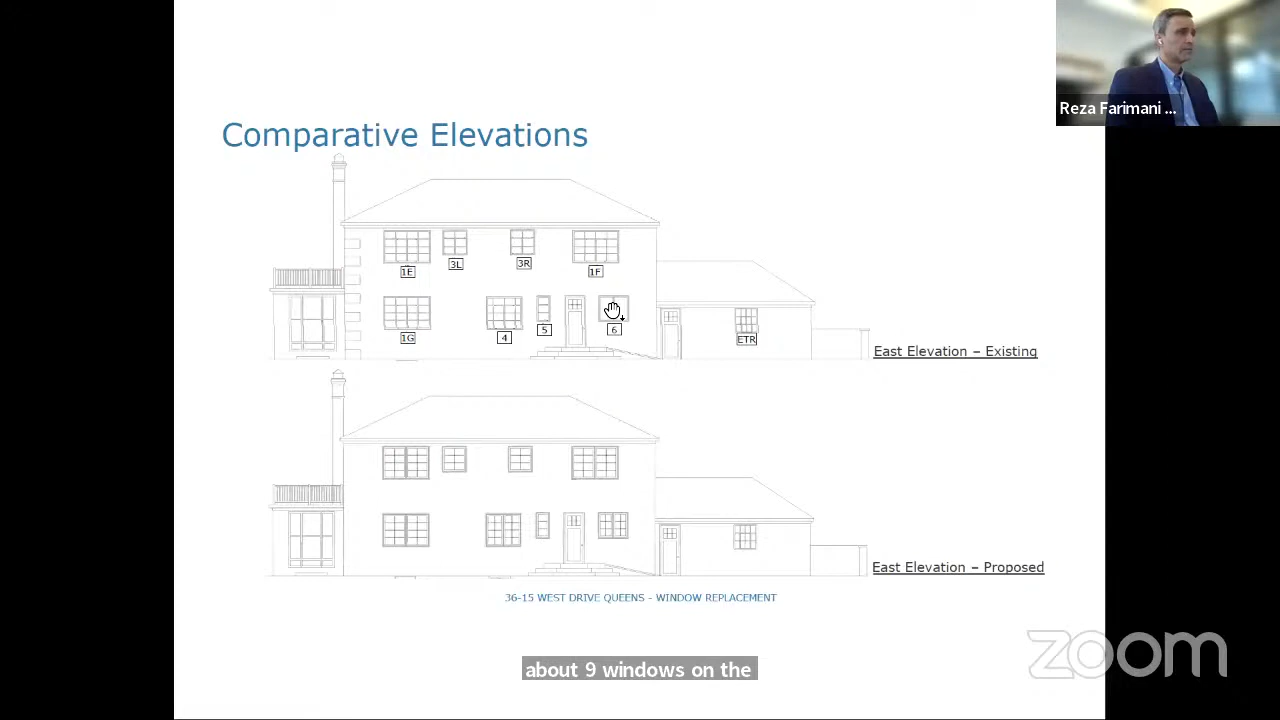 Reza Farimani ...
Comparative Elevations
1E
3L
3R
1F
1G
4
5
6
ETR
East Elevation – Existing
East Elevation – Proposed
36-15 WEST DRIVE QUEENS - WINDOW REPLACEMENT
zoom
about 9 windows on the